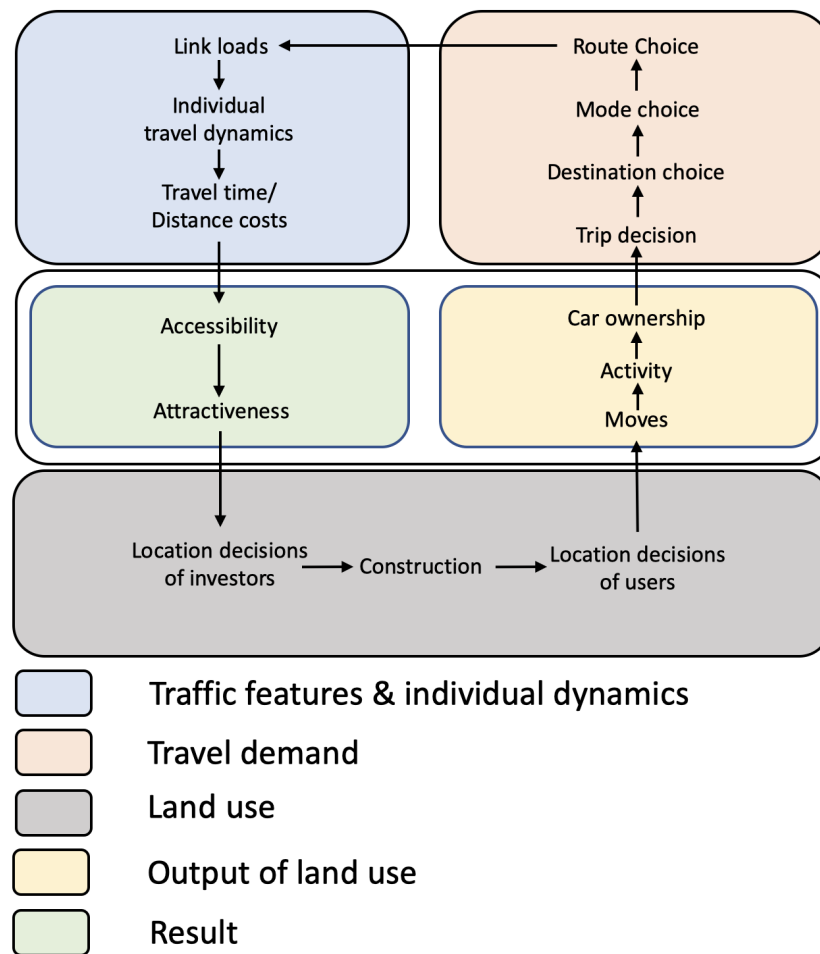 Link loads
Individual
travel dynamics
Travel time/
Distance costs
Route Choice
Mode choice
Destination choice
Trip decision
Accessibility
Attractiveness
Car ownership
Activity
Moves
Location decisions
of investors
Construction
Location decisions
of users
Traffic features & individual dynamics
Travel demand
Land use
Output of land use
Result